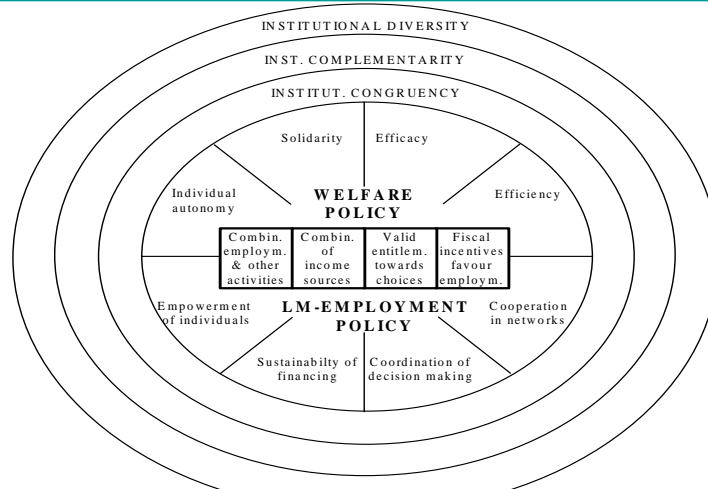 INSTITUTIONAL DIVERSITY
INST. COMPLEMENTARITY
INSTITUT. CONGRUENCY
Solidarity
Efficacy
Individual
autonomy
WELFARE
POLICY
Efficiency
Combin.
employm.
& other
activities
Combin.
of
income
sources
Valid
entitlem.
towards
choices
Fiscal
incentives
favour
employm.
Empowerment
of individuals
LM-EMPLOYMENT
POLICY
Cooperation
in networks
Sustainabilty of
financing
Coordination of
decision making